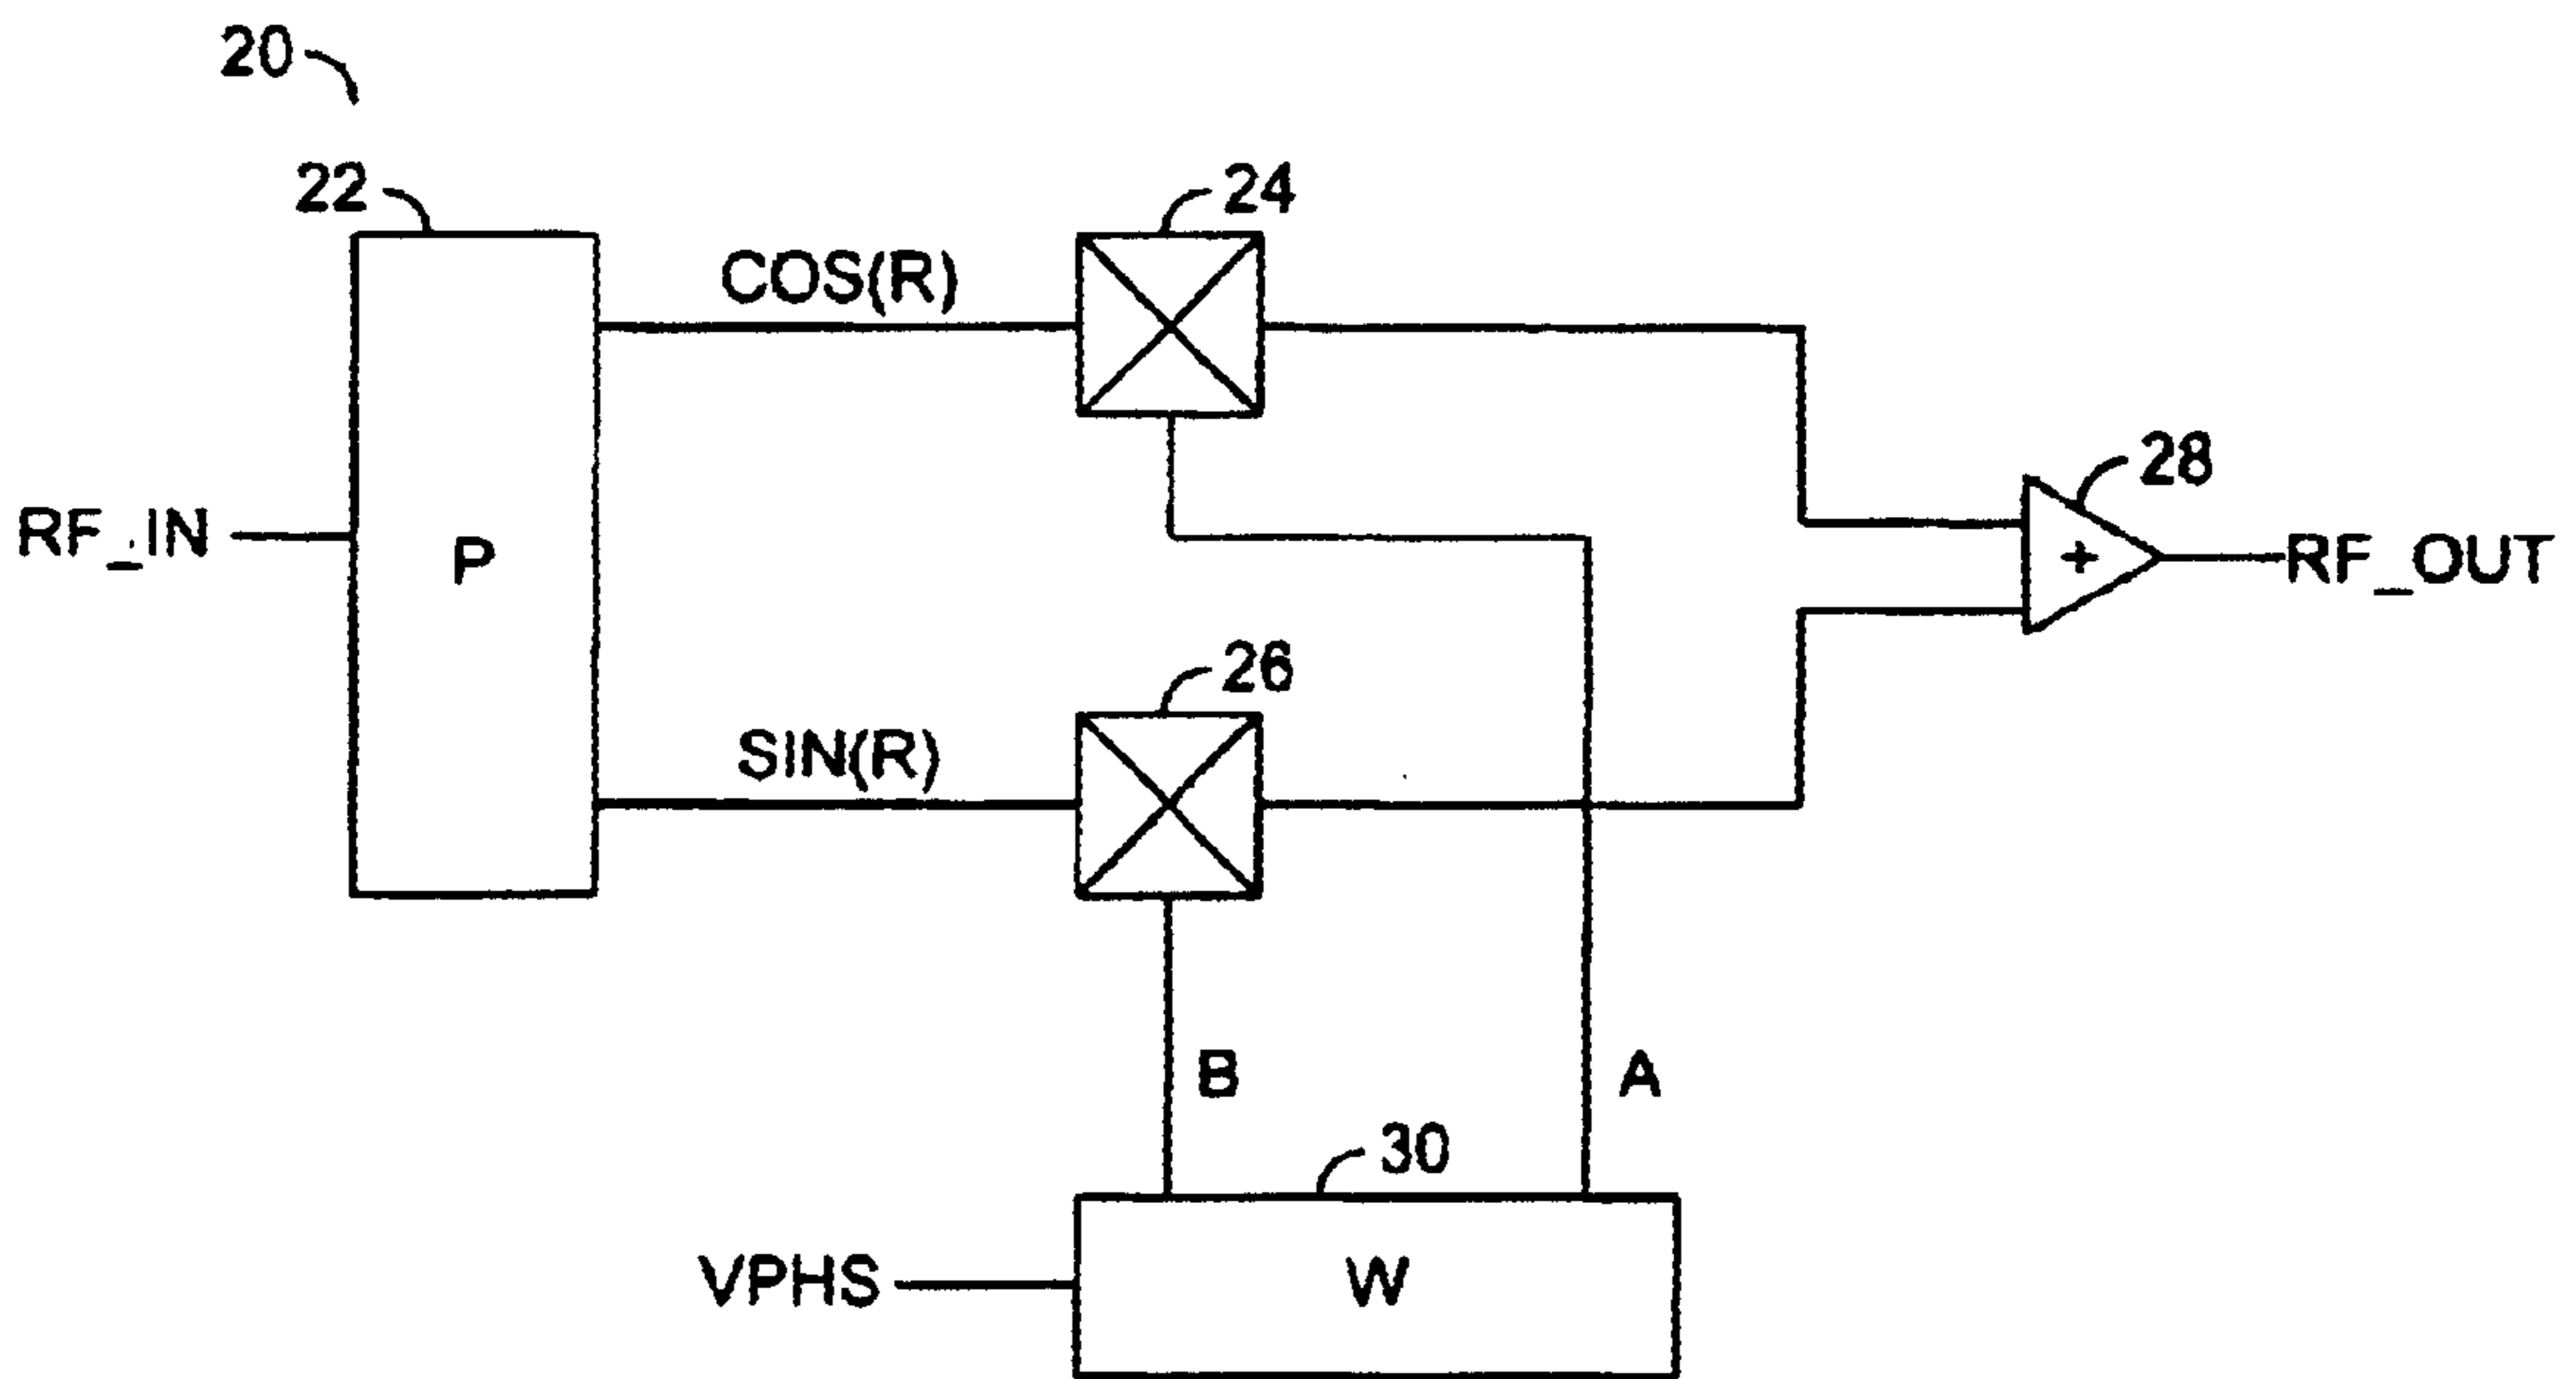 20
22
24
COS(R)
28
RF_IN
P
+
RF_OUT
26
SIN(R)
B
A
30
VPHS
W